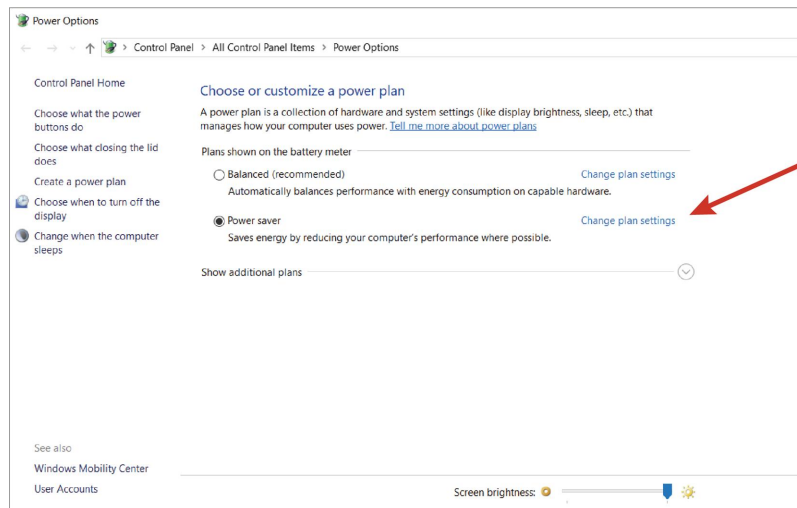 Power Options
Control Panel > All Control Panel Items > Power Options
Control Panel Home
Choose what the power
buttons do
Choose what closing the lid
does
Create a power plan
Choose when to turn off the
display
Change when the computer
sleeps
See also
Windows Mobility Center
User Accounts
Choose or customize a power plan
A power plan is a collection of hardware and system settings (like display brightness, sleep, etc.) that
manages how your computer uses power. Tell me more about power plans
Plans shown on the battery meter
Balanced (recommended) Change plan settings
Automatically balances performance with energy consumption on capable hardware.
Power saver Change plan settings
Saves energy by reducing your computer's performance where possible.
Show additional plans
Screen brightness: